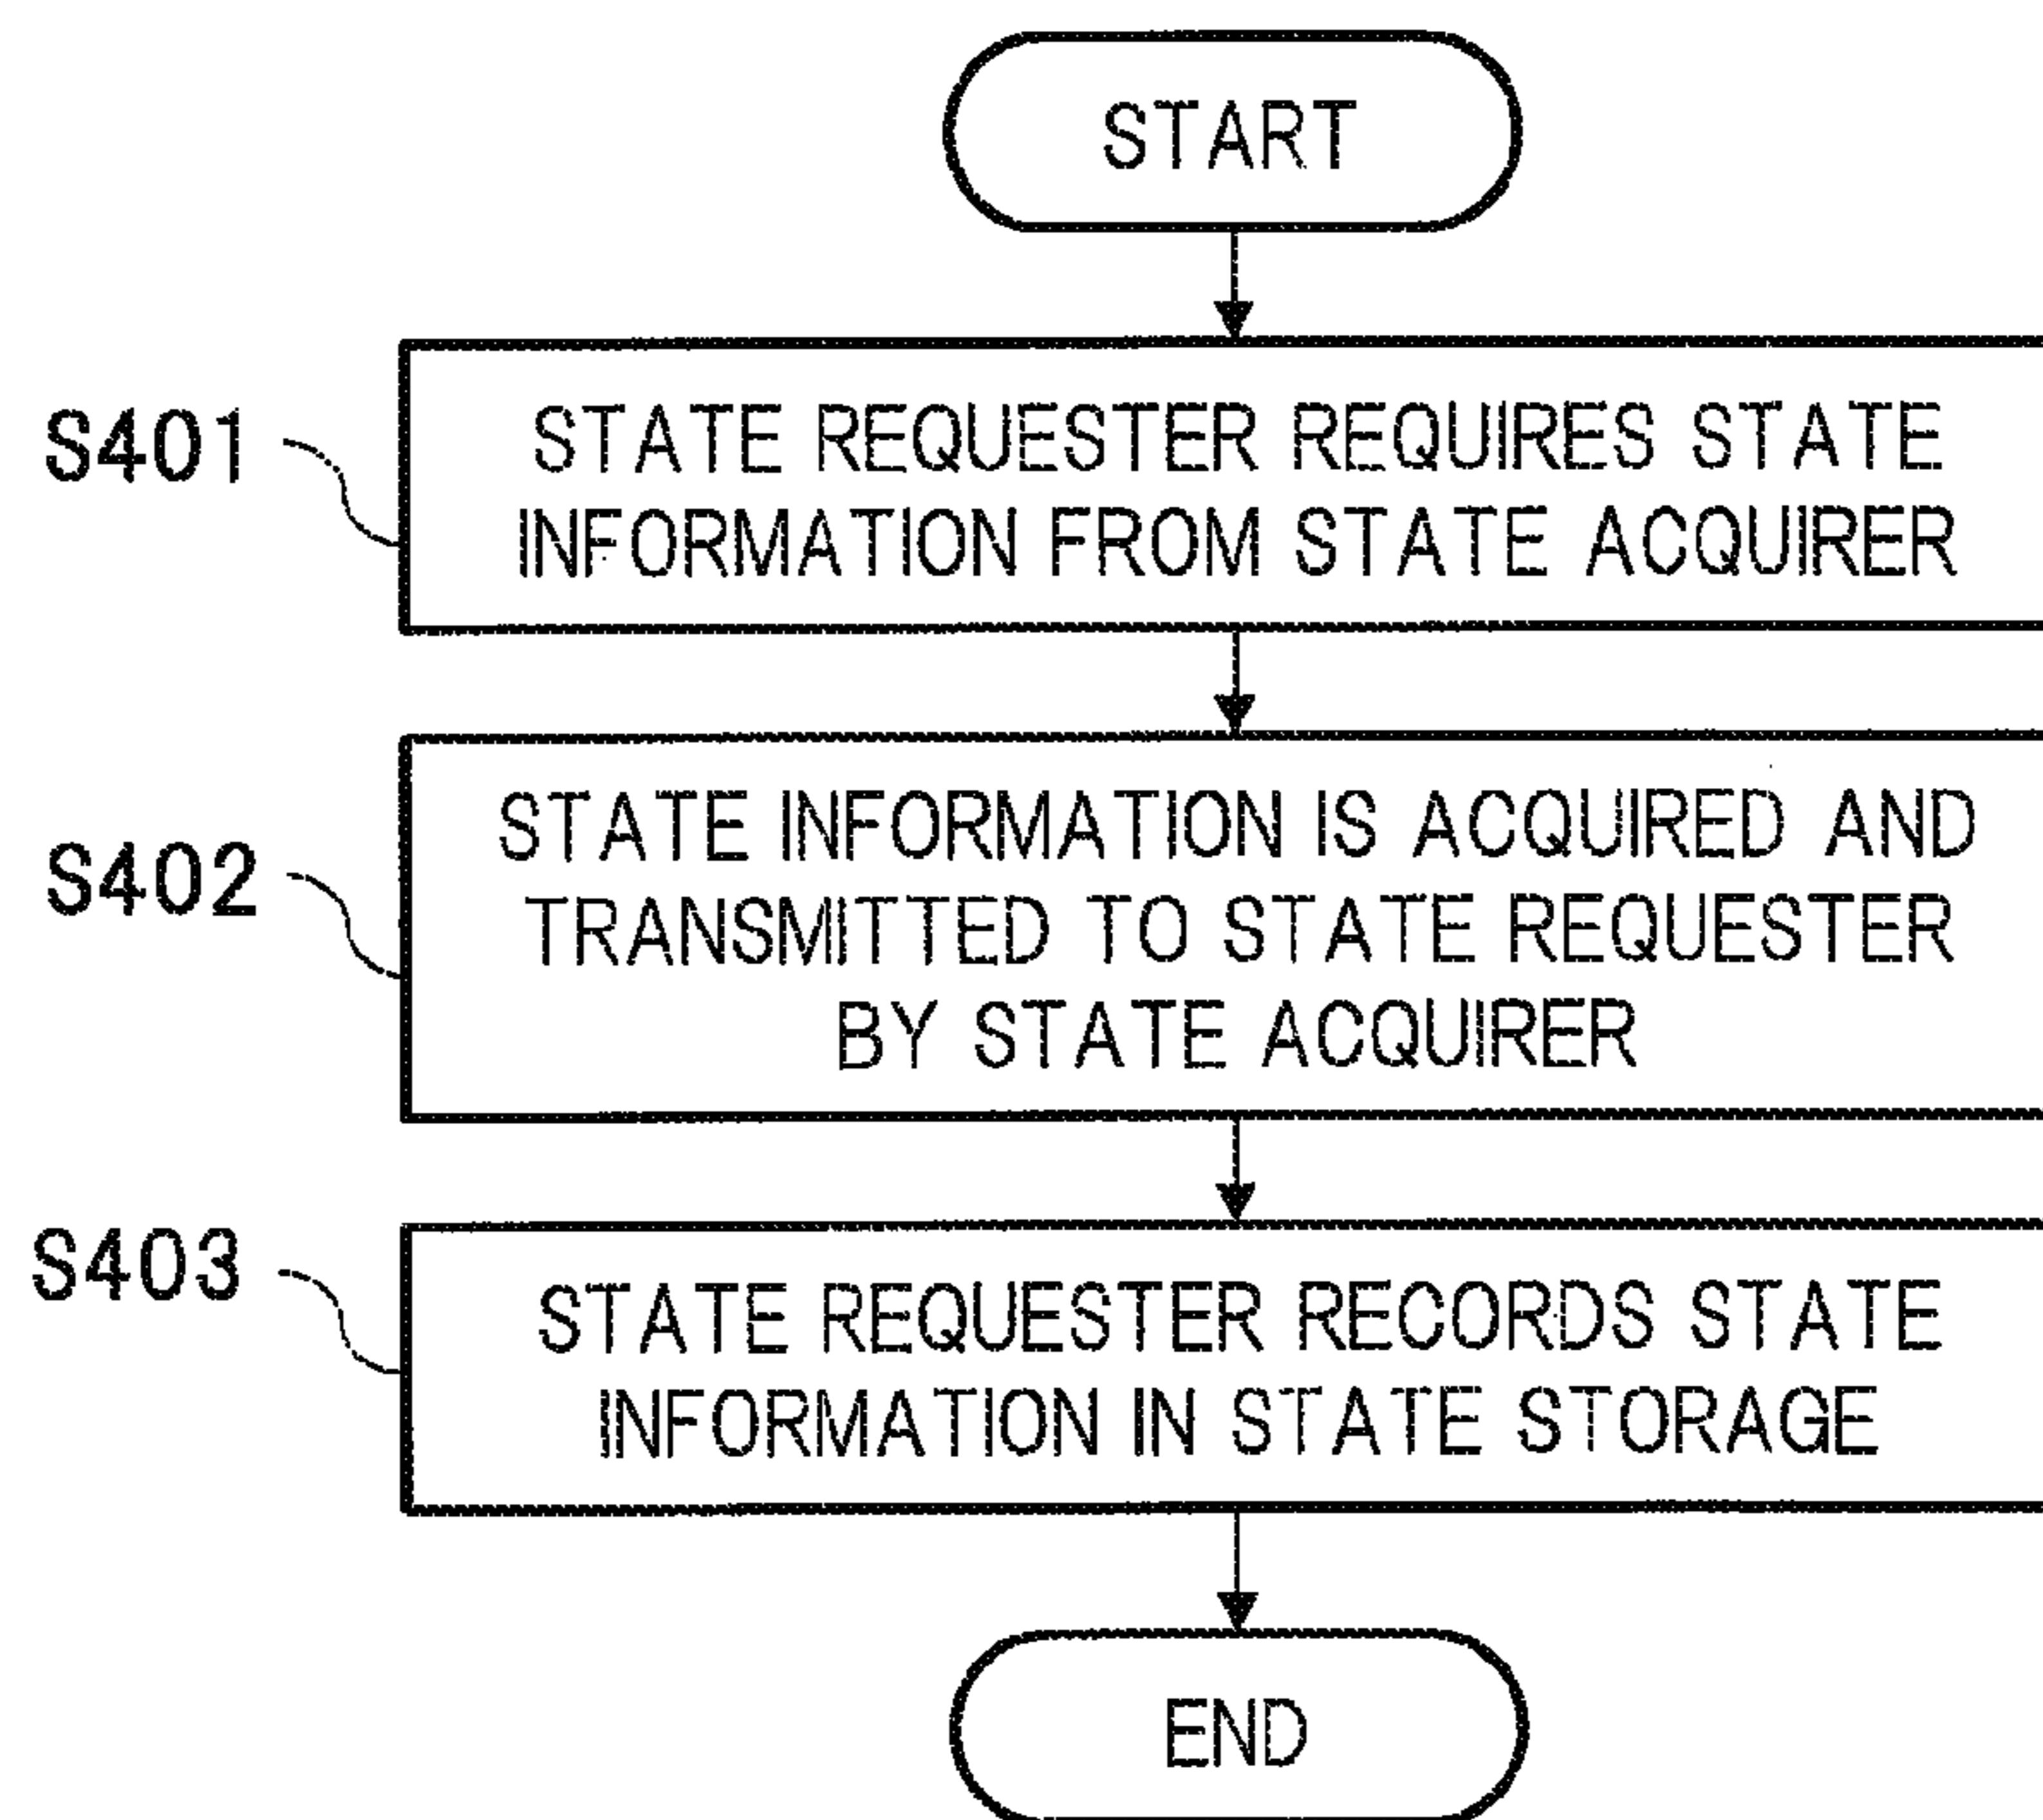 START
S401
STATE REQUESTER REQUIRES STATE
INFORMATION FROM STATE ACQUIRER
S402
STATE INFORMATION IS ACQUIRED AND
TRANSMITTED TO STATE REQUESTER
BY STATE ACQUIRER
S403
STATE REQUESTER RECORDS STATE
INFORMATION IN STATE STORAGE
END